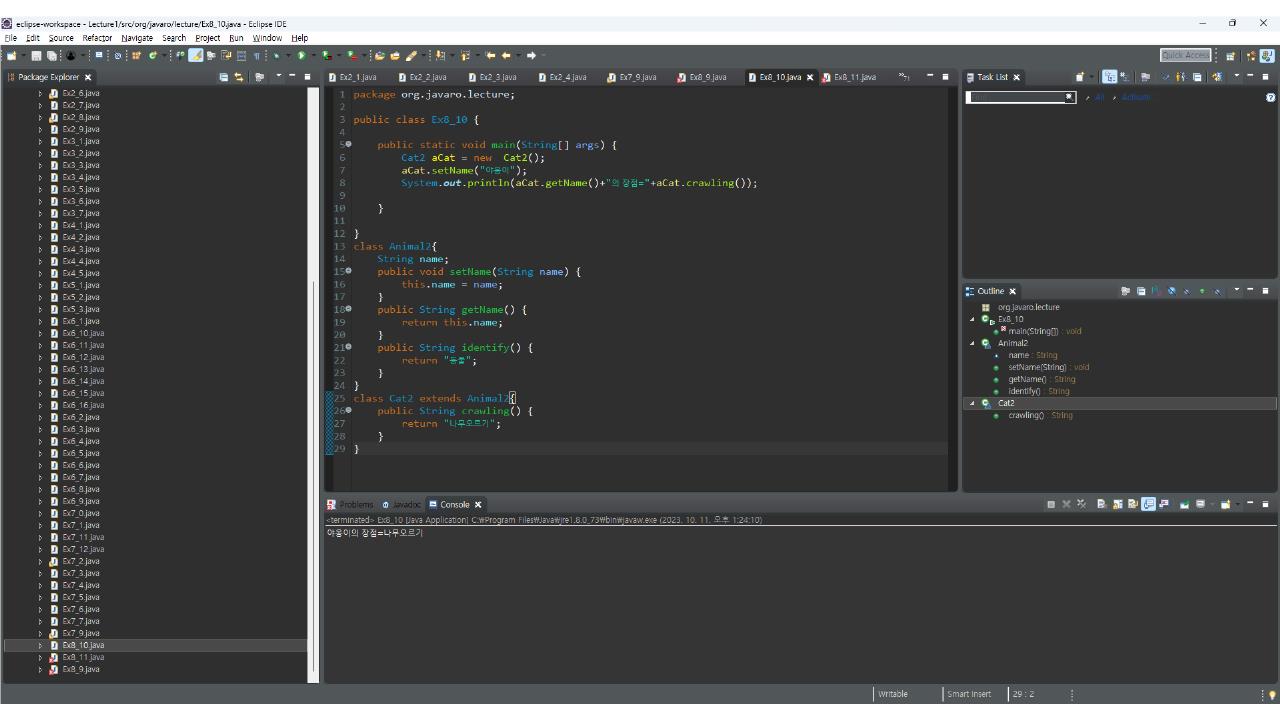 eclipse-workspace - Lecture1/src/org/javaro/lecture/Ex8_10.java - Eclipse IDE
File Edit Source Refactor Navigate Search Project Run Window Help
Quick Access
Package Explorer
Ex2_6.java
Ex2_7.java
Ex2_8.java
Ex2_9.java
Ex3_1.java
Ex3_2.java
Ex3_3.java
Ex3_4.java
Ex3_5.java
Ex3_6.java
Ex3_7.java
Ex4_1.java
Ex4_2.java
Ex4_3.java
Ex4_4.java
Ex4_5.java
Ex5_1.java
Ex5_2.java
Ex5_3.java
Ex6_1.java
Ex6_10.java
Ex6_11.java
Ex6_12.java
Ex6_13.java
Ex6_14.java
Ex6_15.java
Ex6_16.java
Ex6_2.java
Ex6_3.java
Ex6_4.java
Ex6_5.java
Ex6_6.java
Ex6_7.java
Ex6_8.java
Ex6_9.java
Ex7_0.java
Ex7_1.java
Ex7_11.java
Ex7_12.java
Ex7_2.java
Ex7_3.java
Ex7_4.java
Ex7_5.java
Ex7_6.java
Ex7_7.java
Ex7_9.java
Ex8_10.java
Ex8_11.java
Ex8_9.java
Ex2_1.java Ex2_2.java Ex2_3.java Ex2_4.java Ex7_9.java Ex8_9.java Ex8_10.java Ex8_11.java
1 package org.javaro.lecture;
2
3 public class Ex8_10 {
4
5 public static void main(String[] args) {
6 Cat2 aCat = new Cat2();
7 aCat.setName("야옹이");
8 System.out.println(aCat.getName()+"의 장점="+aCat.crawling());
9
10 }
11
12 }
13 class Animal2{
14 String name;
15 public void setName(String name) {
16 this.name = name;
17 }
18 public String getName() {
19 return this.name;
20 }
21 public String identify() {
22 return "동물";
23 }
24 }
25 class Cat2 extends Animal2{
26 public String crawling() {
27 return "나무오르기";
28 }
29 }
Task List
Find All Activate
Outline
org.javaro.lecture
Ex8_10
main(String[]) : void
Animal2
name : String
setName(String) : void
getName() : String
identify() : String
Cat2
crawling() : String
Problems Javadoc Console
<terminated> Ex8_10 [Java Application] C:₩Program Files₩Java₩jre1.8.0_73₩bin₩javaw.exe (2023. 10. 11. 오후 1:24:10)
야옹이의 장점=나무오르기
Writable Smart Insert 29 : 2